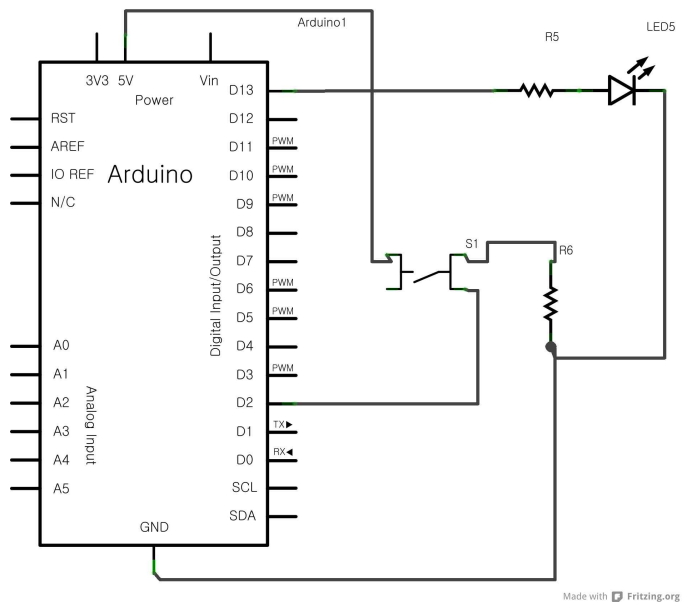 Arduino1
LED5
R5
3V3 5V Vin
Power
D13
RST
D12
AREF
D11 PWM
IO REF
Arduino
D10 PWM
N/C
D9 PWM
D8
S1
R6
D7
Digital Input/Output
D6 PWM
D5 PWM
A0
D4
A1
D3 PWM
A2
D2
Analog Input
A3
D1 TX▶
A4
D0 RX◀
A5
SCL
SDA
GND
Made with Fritzing.org